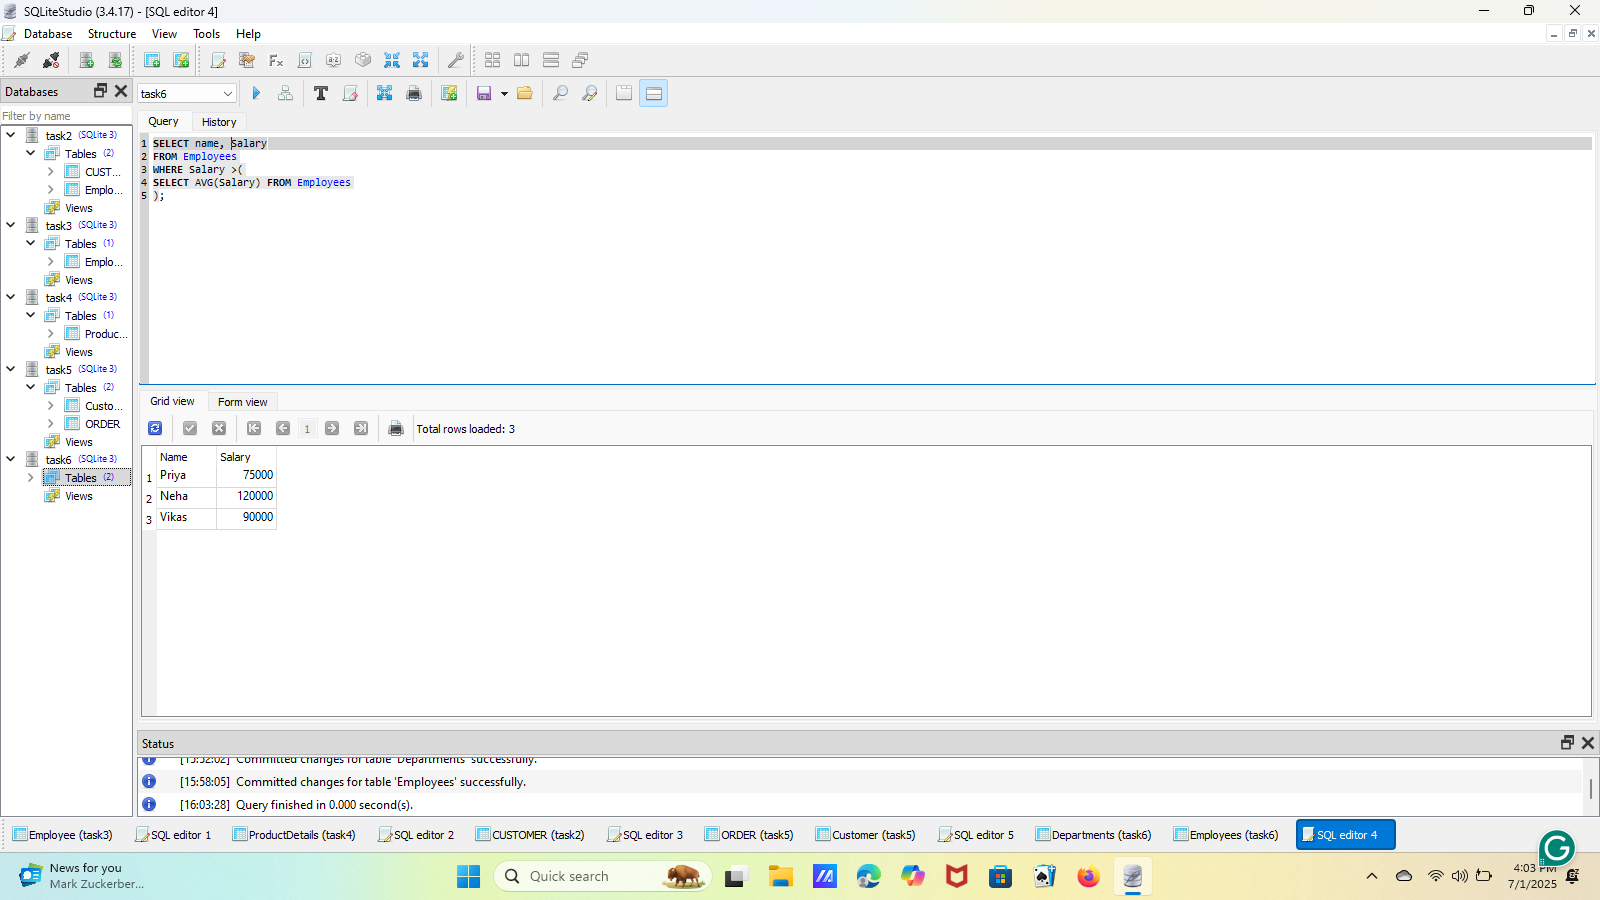 SQLiteStudio (3.4.17) - [SQL editor 4]
Database Structure View Tools Help
Databases
task6
Filter by name
Query History
task2 (SQLite 3)
Tables (2)
CUST...
Emplo...
Views
task3 (SQLite 3)
Tables (1)
Emplo...
Views
task4 (SQLite 3)
Tables (1)
Produc...
Views
task5 (SQLite 3)
Tables (2)
Custo...
ORDER
Views
task6 (SQLite 3)
Tables (2)
Views
1 SELECT name, Salary
2 FROM Employees
3 WHERE Salary >(
4 SELECT AVG(Salary) FROM Employees
5 );
Grid view Form view
1 Total rows loaded: 3
Name Salary
1 Priya 75000
2 Neha 120000
3 Vikas 90000
Status
[15:52:02] Committed changes for table 'Departments' successfully.
[15:58:05] Committed changes for table 'Employees' successfully.
[16:03:28] Query finished in 0.000 second(s).
Employee (task3) SQL editor 1 ProductDetails (task4) SQL editor 2 CUSTOMER (task2) SQL editor 3 ORDER (task5) Customer (task5) SQL editor 5 Departments (task6) Employees (task6) SQL editor 4
News for you
Mark Zuckerber...
Quick search
4:03 PM
7/1/2025